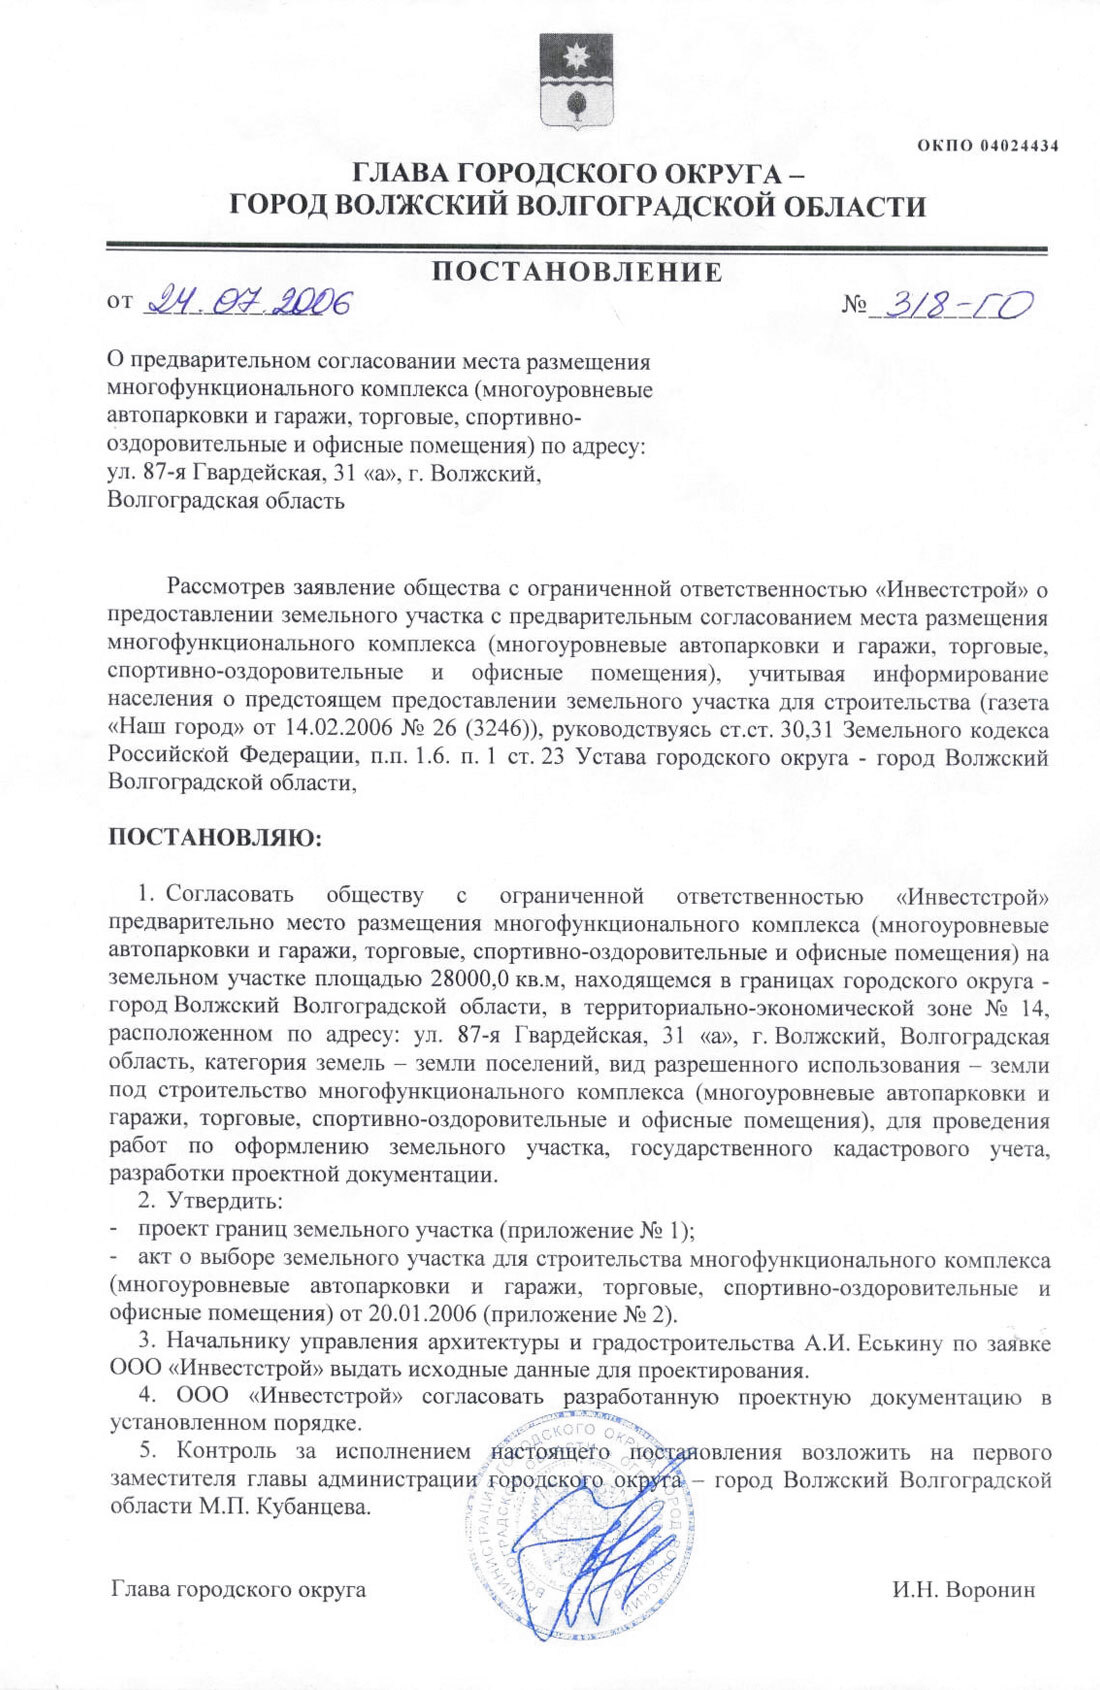 ОКПО 04024434
ГЛАВА ГОРОДСКОГО ОКРУГА –
ГОРОД ВОЛЖСКИЙ ВОЛГОГРАДСКОЙ ОБЛАСТИ
ПОСТАНОВЛЕНИЕ
от 24.07.2006 № 318-ГО
О предварительном согласовании места размещения
многофункционального комплекса (многоуровневые
автопарковки и гаражи, торговые, спортивно-
оздоровительные и офисные помещения) по адресу:
ул. 87-я Гвардейская, 31 «а», г. Волжский,
Волгоградская область
Рассмотрев заявление общества с ограниченной ответственностью «Инвестстрой» о
предоставлении земельного участка с предварительным согласованием места размещения
многофункционального комплекса (многоуровневые автопарковки и гаражи, торговые,
спортивно-оздоровительные и офисные помещения), учитывая информирование
населения о предстоящем предоставлении земельного участка для строительства (газета
«Наш город» от 14.02.2006 № 26 (3246)), руководствуясь ст.ст. 30,31 Земельного кодекса
Российской Федерации, п.п. 1.6. п. 1 ст. 23 Устава городского округа - город Волжский
Волгоградской области,
ПОСТАНОВЛЯЮ:
1. Согласовать обществу с ограниченной ответственностью «Инвестстрой»
предварительно место размещения многофункционального комплекса (многоуровневые
автопарковки и гаражи, торговые, спортивно-оздоровительные и офисные помещения) на
земельном участке площадью 28000,0 кв.м, находящемся в границах городского округа -
город Волжский Волгоградской области, в территориально-экономической зоне № 14,
расположенном по адресу: ул. 87-я Гвардейская, 31 «а», г. Волжский, Волгоградская
область, категория земель – земли поселений, вид разрешенного использования – земли
под строительство многофункционального комплекса (многоуровневые автопарковки и
гаражи, торговые, спортивно-оздоровительные и офисные помещения), для проведения
работ по оформлению земельного участка, государственного кадастрового учета,
разработки проектной документации.
2. Утвердить:
- проект границ земельного участка (приложение № 1);
- акт о выборе земельного участка для строительства многофункционального комплекса
(многоуровневые автопарковки и гаражи, торговые, спортивно-оздоровительные и
офисные помещения) от 20.01.2006 (приложение № 2).
3. Начальнику управления архитектуры и градостроительства А.И. Еськину по заявке
ООО «Инвестстрой» выдать исходные данные для проектирования.
4. ООО «Инвестстрой» согласовать разработанную проектную документацию в
установленном порядке.
5. Контроль за исполнением настоящего постановления возложить на первого
заместителя главы администрации городского округа – город Волжский Волгоградской
области М.П. Кубанцева.
Глава городского округа И.Н. Воронин